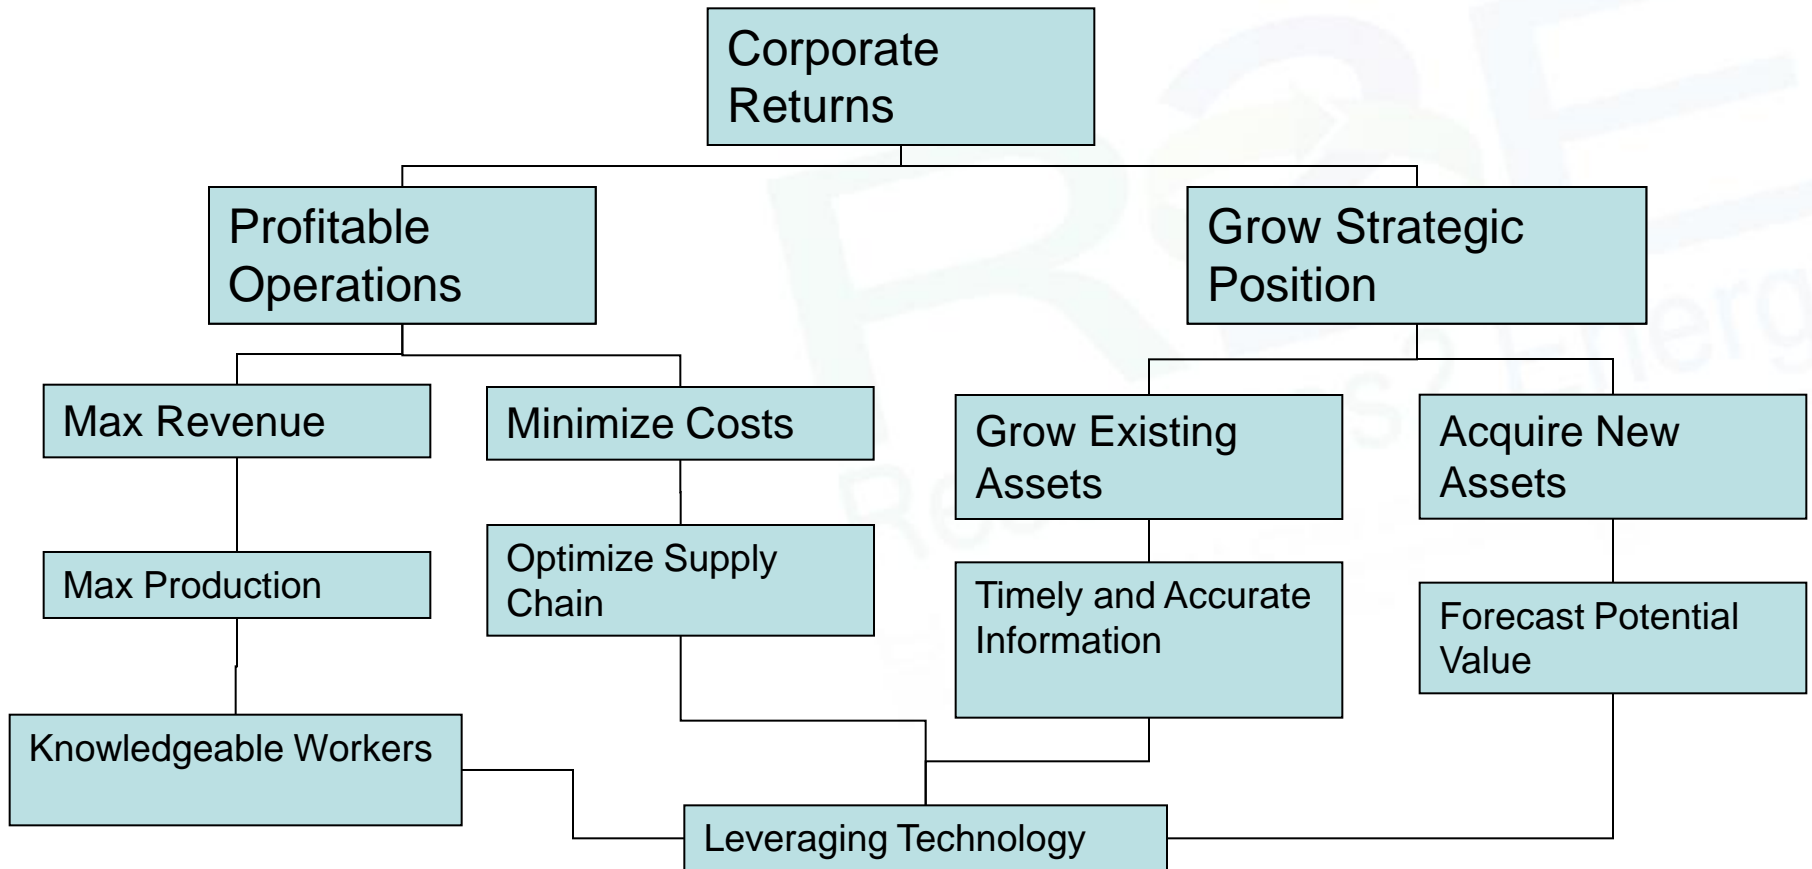 Corporate
Returns
Profitable
Operations
Grow Strategic
Position
Max Revenue
Minimize Costs
Grow Existing
Assets
Acquire New
Assets
Max Production
Optimize Supply
Chain
Timely and Accurate
Information
Forecast Potential
Value
Knowledgeable Workers
Leveraging Technology